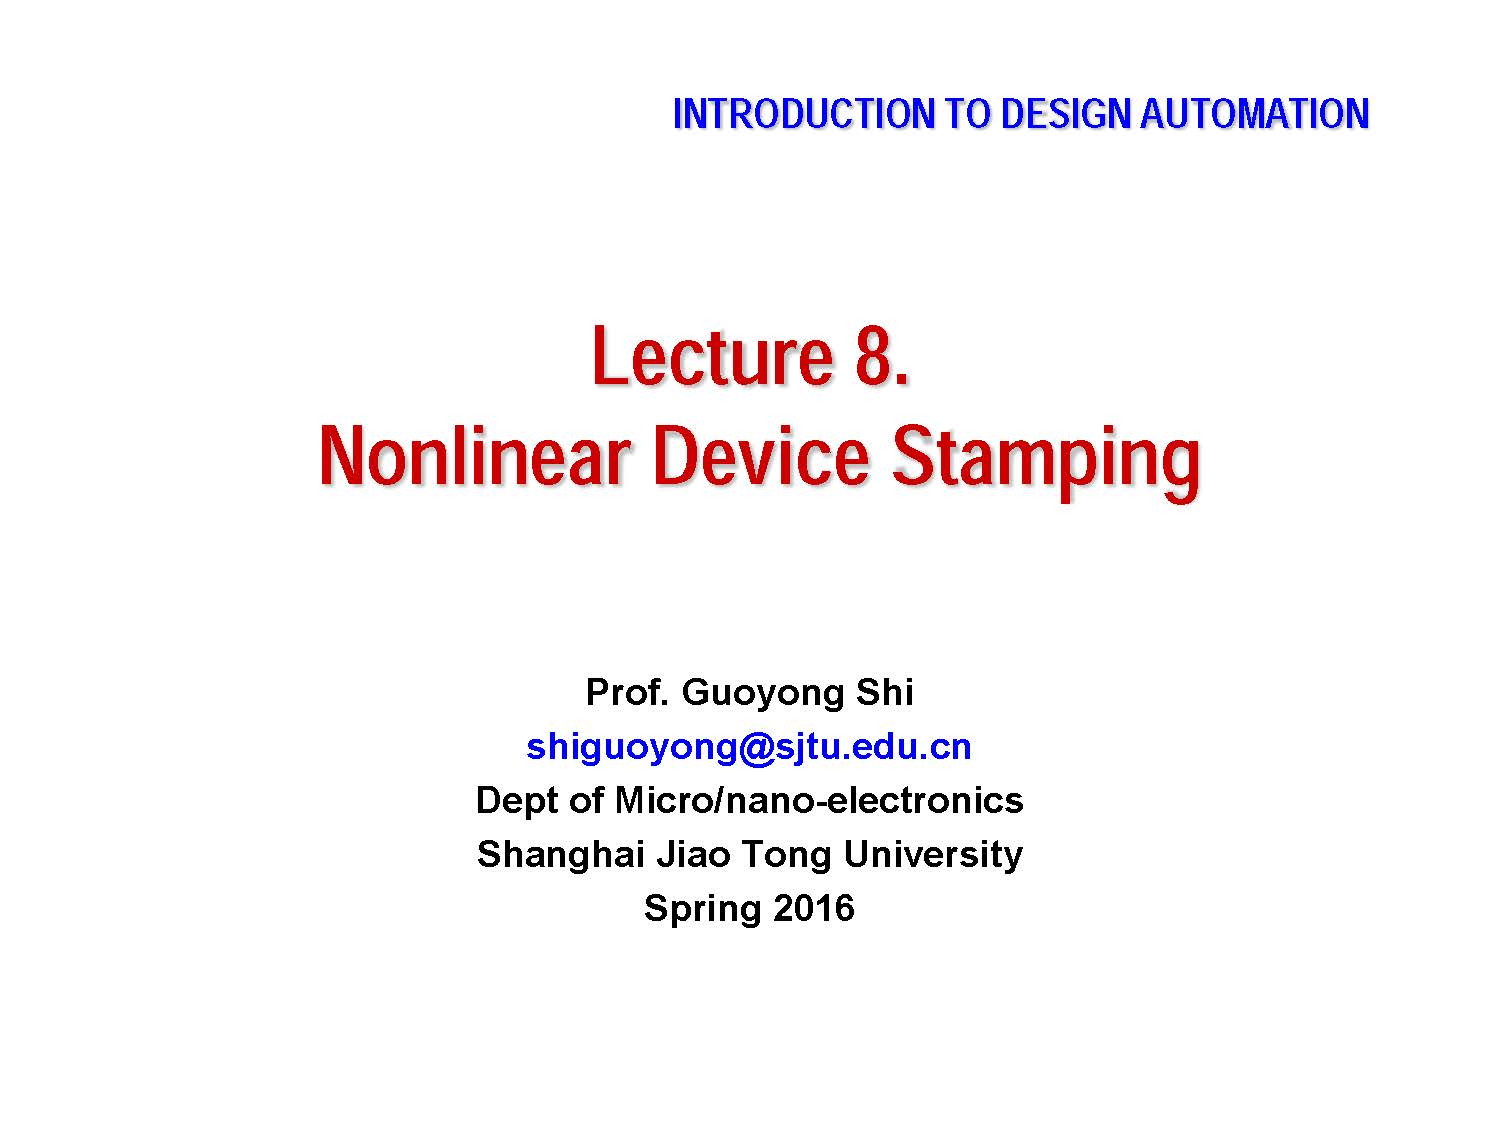 INTRODUCTION TO DESIGN AUTOMATION
Lecture 8.
Nonlinear Device Stamping
Prof. Guoyong Shi
shiguoyong@sjtu.edu.cn
Dept of Micro/nano-electronics
Shanghai Jiao Tong University
Spring 2016